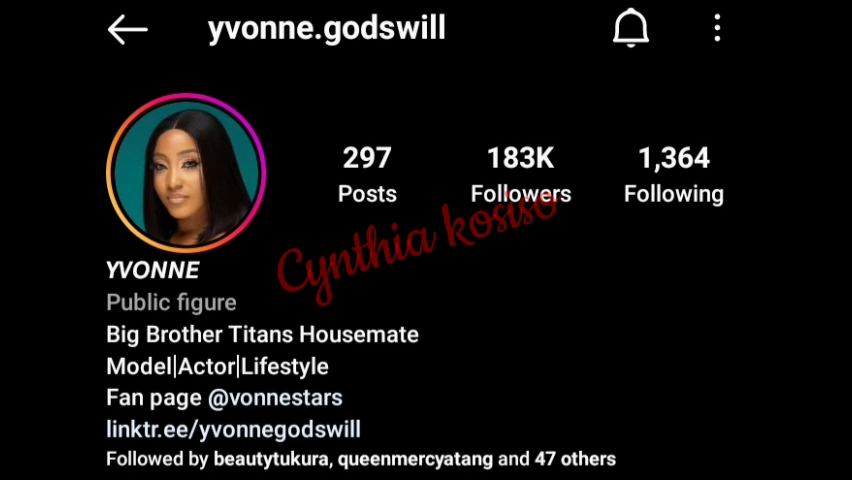 yvonne.godswill
297 183K 1,364
Posts Followers Following
Cynthia kosiso
YVONNE
Public figure
Big Brother Titans Housemate
Model|Actor|Lifestyle
Fan page @vonnestars
linktr.ee/yvonnegodswill
Followed by beautytukura, queenmercyatang and 47 others